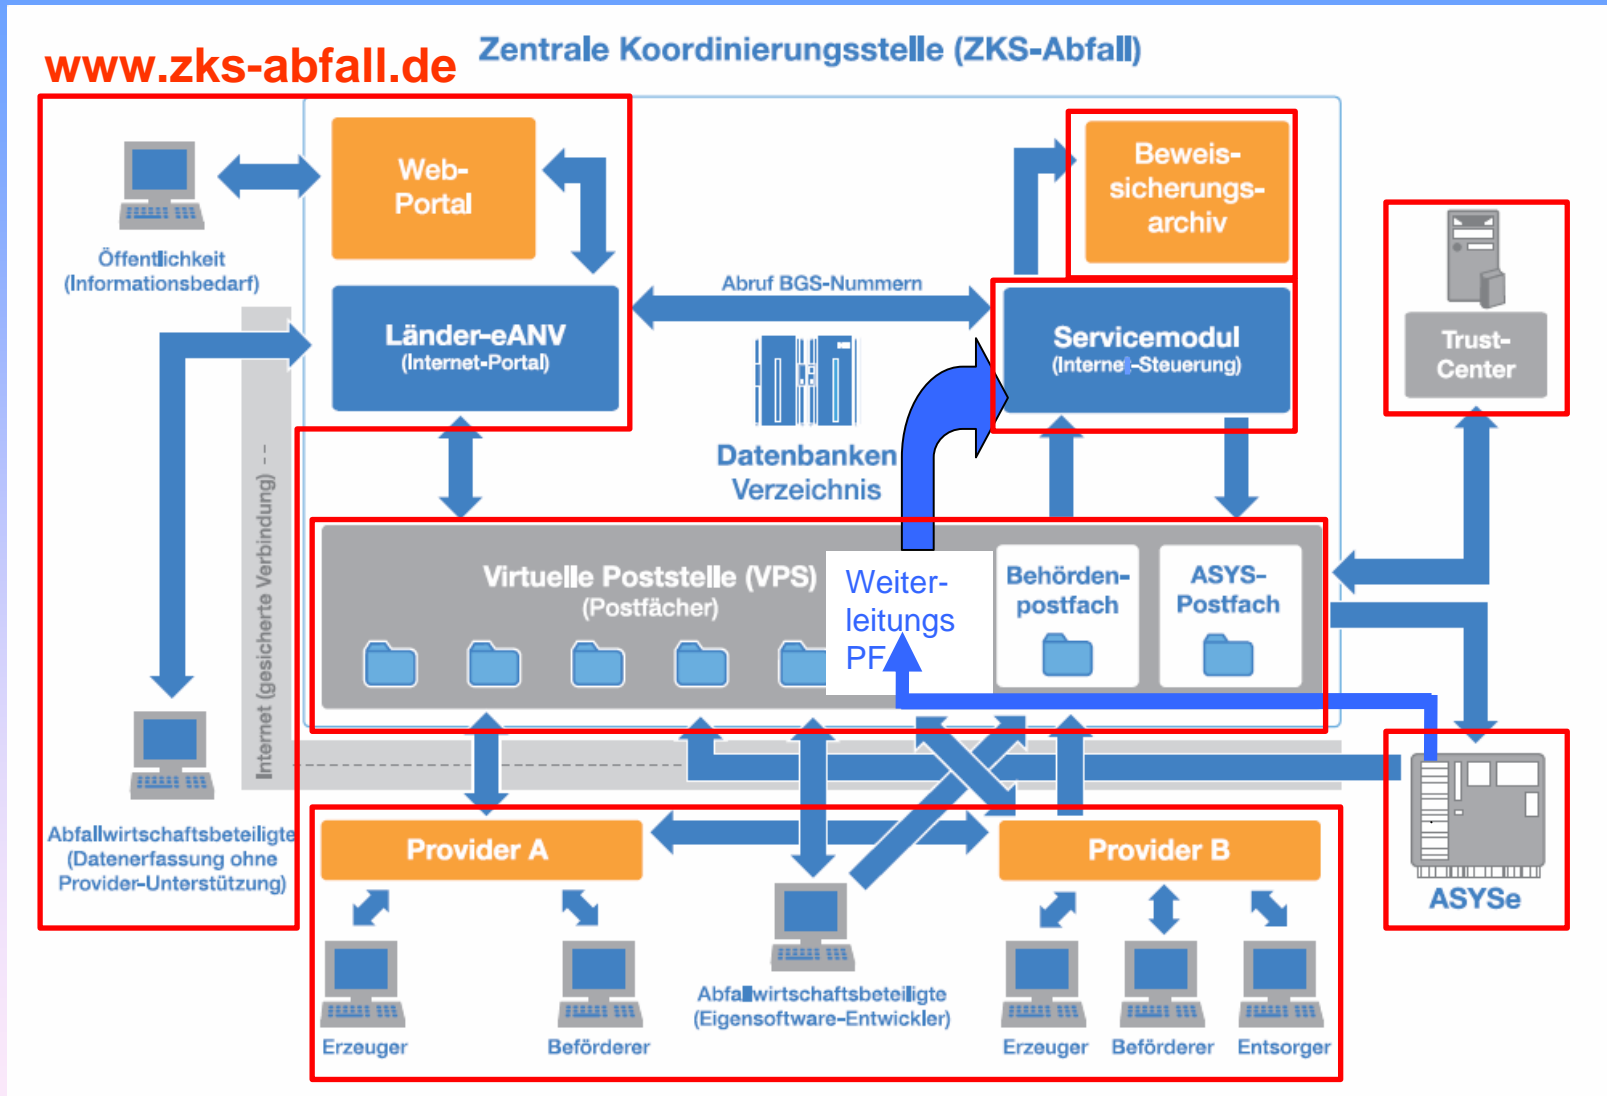 www.zks-abfall.de
Zentrale Koordinierungsstelle (ZKS-Abfall)
Web-
Portal
Beweis-
sicherungs-
archiv
Öffentlichkeit
(Informationsbedarf)
Abruf BGS-Nummern
Länder-eANV
(Internet-Portal)
Servicemodul
(Internet-Steuerung)
Trust-
Center
Datenbanken
Verzeichnis
Internet (gesicherte Verbindung)
Virtuelle Poststelle (VPS)
(Postfächer)
Weiter-
leitungs
PF
Behörden-
postfach
ASYS-
Postfach
Abfallwirtschaftsbeteiligte
(Datenerfassung ohne
Provider-Unterstützung)
Provider A
Provider B
ASYSe
Abfallwirtschaftsbeteiligte
(Eigensoftware-Entwickler)
Erzeuger
Beförderer
Erzeuger
Beförderer
Entsorger